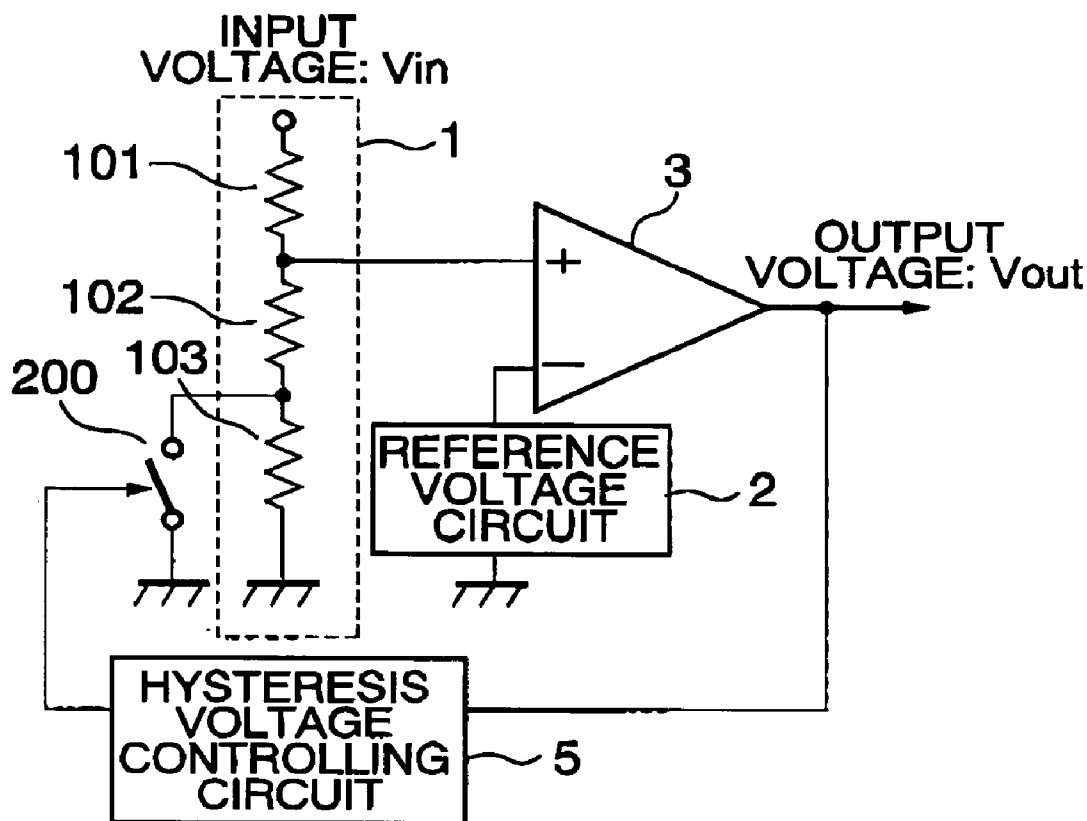 INPUT
VOLTAGE: Vin
101
1
3
OUTPUT
VOLTAGE: Vout
+
102
103
−
200
REFERENCE
VOLTAGE
CIRCUIT
2
HYSTERESIS
VOLTAGE
CONTROLLING
CIRCUIT
5